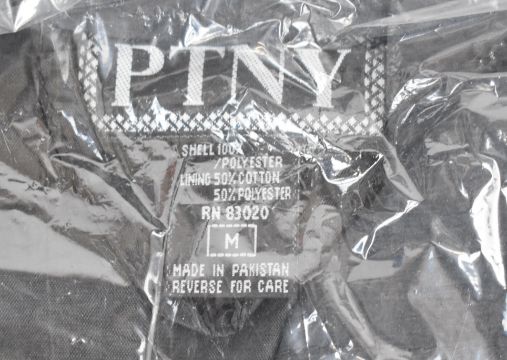 PTNY
SHELL 100%
/POLYESTER
LINING 50% COTTON
50% POLYESTER
RN 83020
M
MADE IN PAKISTAN
REVERSE FOR CARE